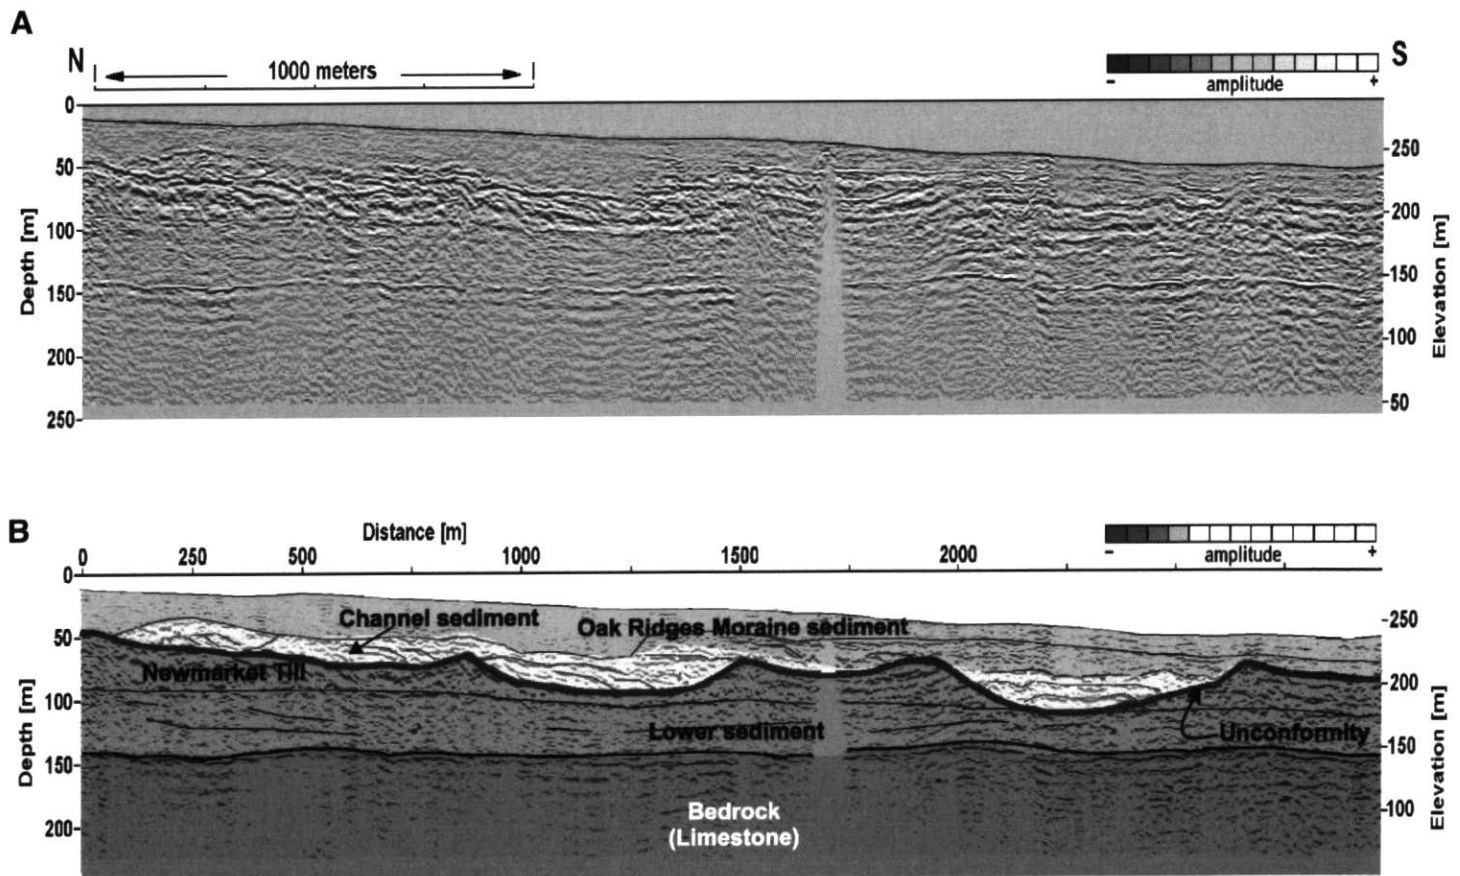 A
N
1000 meters
S
- amplitude +
0
50
100
150
200
250
Depth [m]
250
200
150
100
50
Elevation [m]
B
Distance [m]
0 250 500 1000 1500 2000
- amplitude +
0
50
100
150
200
Depth [m]
250
200
150
100
Elevation [m]
Channel sediment
Oak Ridges Moraine sediment
Newmarket Till
Lower sediment
Unconformity
Bedrock
(Limestone)